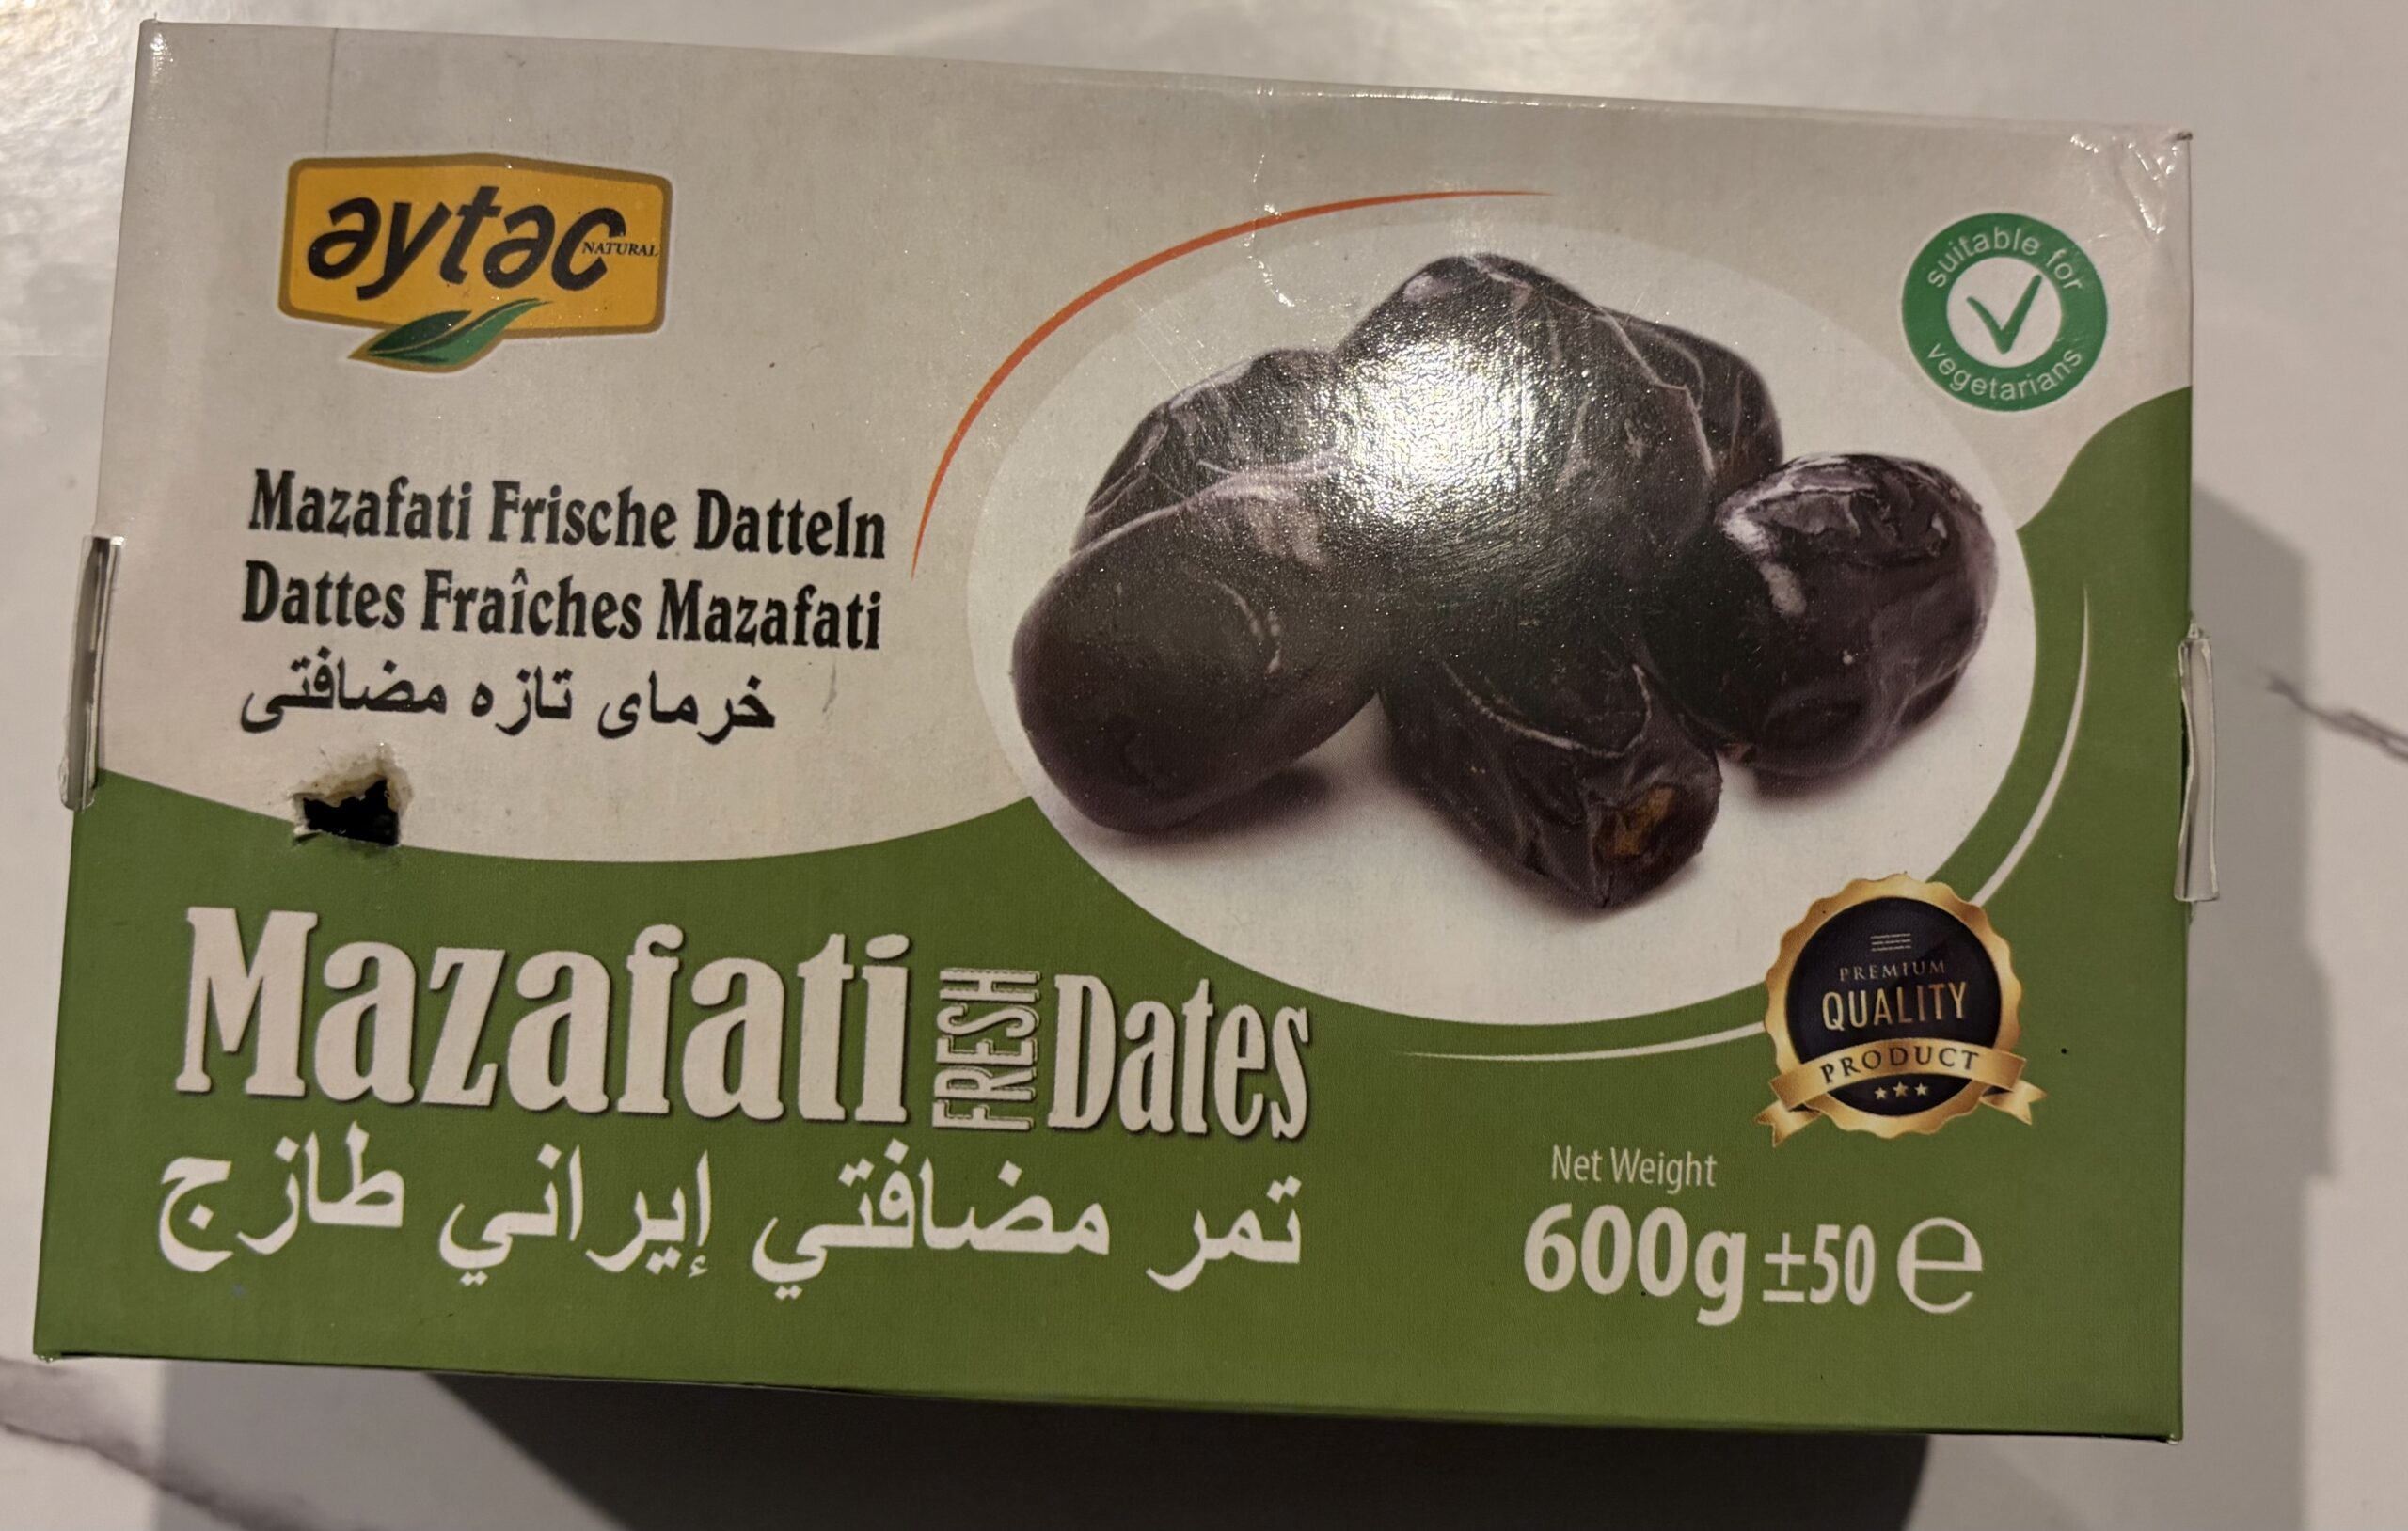 aytac
NATURAL
suitable for
vegetarians
Mazafati Frische Datteln
Dattes Fraîches Mazafati
خرمای تازه مضافتی
Mazafati FRESH Dates
تمر مضافتي إيراني طازج
PREMIUM
QUALITY
PRODUCT
Net Weight
600g ±50 e